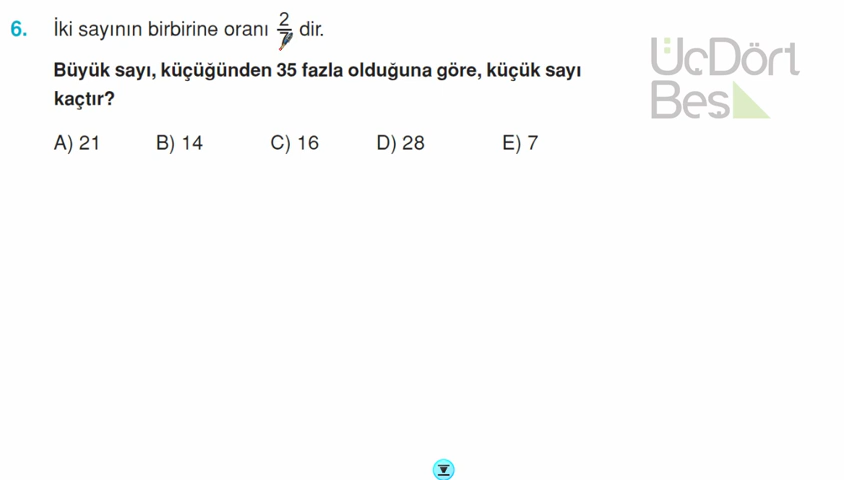 6. İki sayının birbirine oranı 2/7 dir.
Büyük sayı, küçüğünden 35 fazla olduğuna göre, küçük sayı
kaçtır?
A) 21 B) 14 C) 16 D) 28 E) 7
ÜçDört
Beş